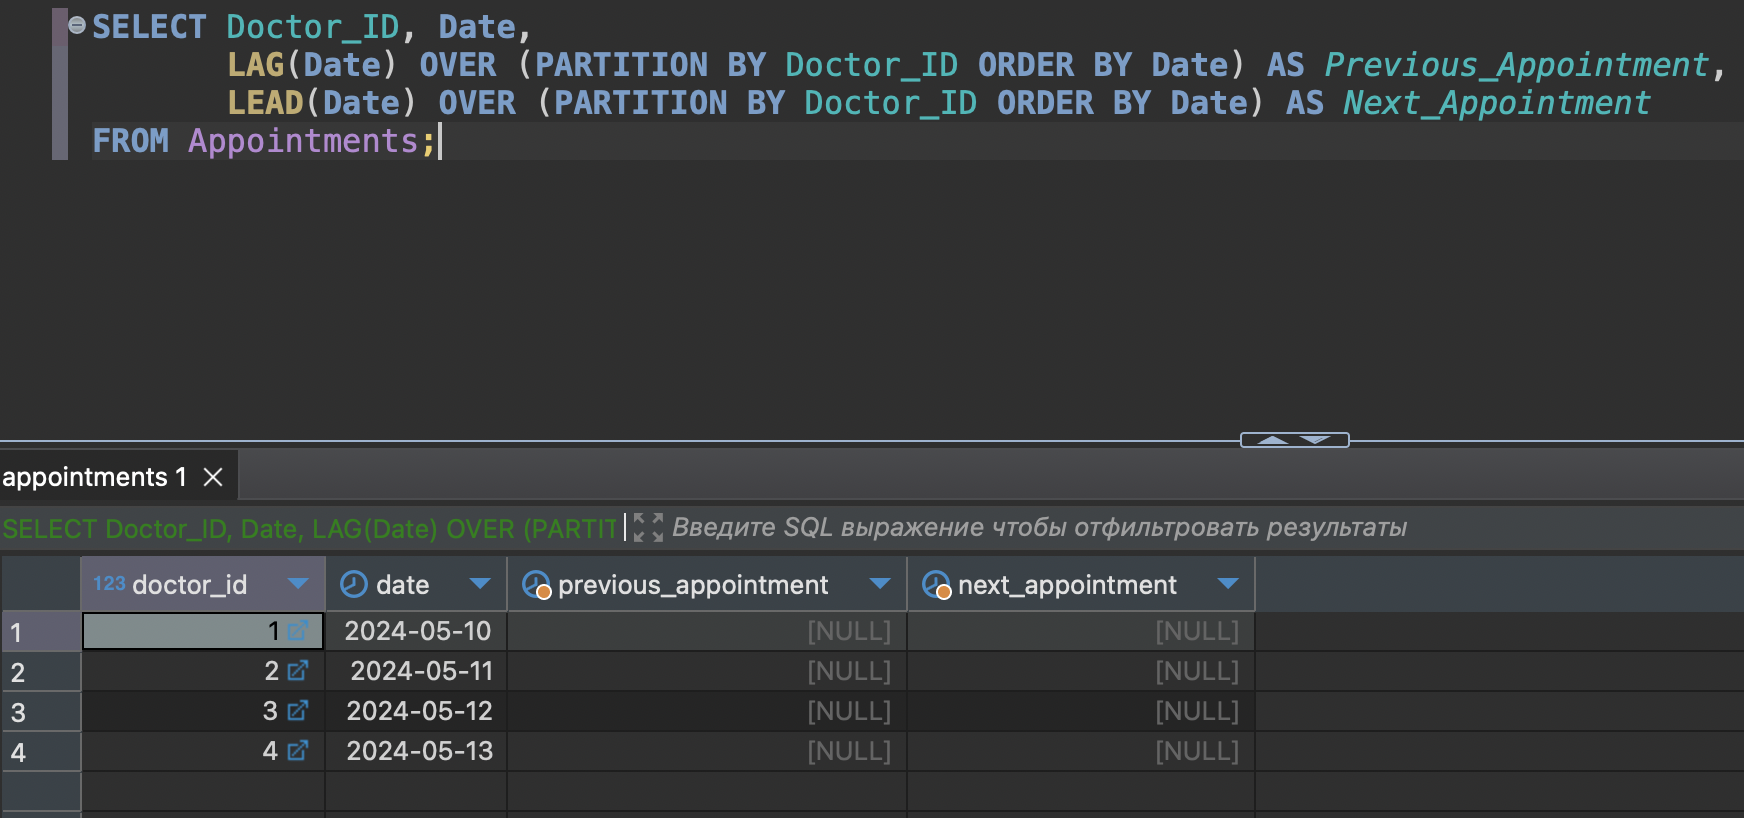 SELECT Doctor_ID, Date,
LAG(Date) OVER (PARTITION BY Doctor_ID ORDER BY Date) AS Previous_Appointment,
LEAD(Date) OVER (PARTITION BY Doctor_ID ORDER BY Date) AS Next_Appointment
FROM Appointments;
appointments 1
SELECT Doctor_ID, Date, LAG(Date) OVER (PARTIT Введите SQL выражение чтобы отфильтровать результаты
123 doctor_id date previous_appointment next_appointment
1 1 2024-05-10 [NULL] [NULL]
2 2 2024-05-11 [NULL] [NULL]
3 3 2024-05-12 [NULL] [NULL]
4 4 2024-05-13 [NULL] [NULL]